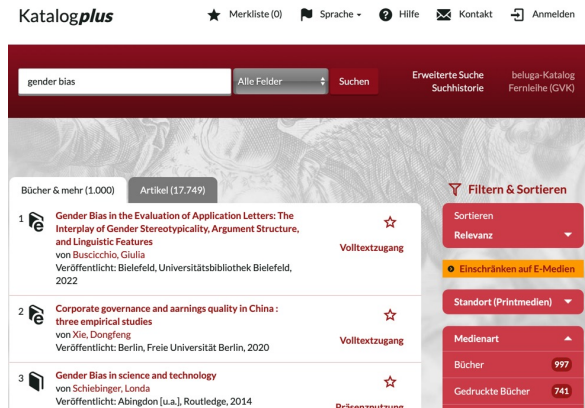 Katalogplus
Merkliste (0) Sprache Hilfe Kontakt Anmelden
gender bias Alle Felder Suchen
Erweiterte Suche beluga-Katalog
Suchhistorie Fernleihe (GVK)
Bücher & mehr (1.000) Artikel (17.749)
Filtern & Sortieren
1 Gender Bias in the Evaluation of Application Letters: The
Interplay of Gender Stereotypicality, Argument Structure,
and Linguistic Features
von Buscicchio, Giulia
Veröffentlicht: Bielefeld, Universitätsbibliothek Bielefeld,
2022
Volltextzugang
2 Corporate governance and aarnings quality in China :
three empirical studies
von Xie, Dongfeng
Veröffentlicht: Berlin, Freie Universität Berlin, 2020
Volltextzugang
3 Gender Bias in science and technology
von Schiebinger, Londa
Veröffentlicht: Abingdon [u.a.], Routledge, 2014
Präsenznutzung
Sortieren
Relevanz
Einschränken auf E-Medien
Standort (Printmedien)
Medienart
Bücher 997
Gedruckte Bücher 741